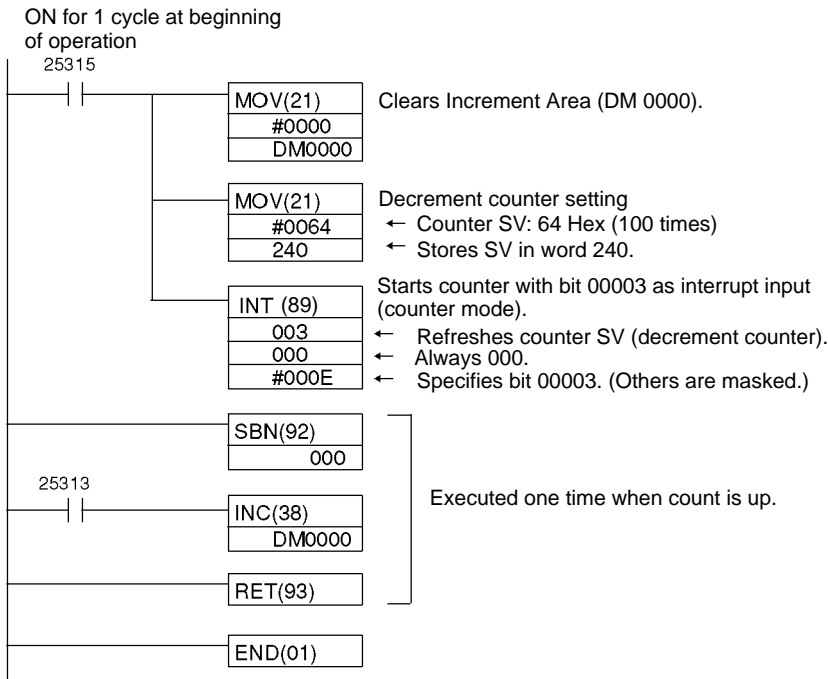 ON for 1 cycle at beginning
of operation
25315
MOV(21)
#0000
DM0000
Clears Increment Area (DM 0000).
MOV(21)
#0064
240
Decrement counter setting
← Counter SV: 64 Hex (100 times)
← Stores SV in word 240.
INT (89)
003
000
#000E
Starts counter with bit 00003 as interrupt input
(counter mode).
← Refreshes counter SV (decrement counter).
← Always 000.
← Specifies bit 00003. (Others are masked.)
SBN(92)
000
25313
INC(38)
DM0000
Executed one time when count is up.
RET(93)
END(01)